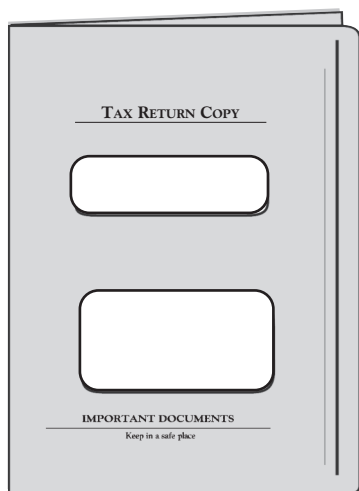 Tax Return Copy
IMPORTANT DOCUMENTS
Keep in a safe place